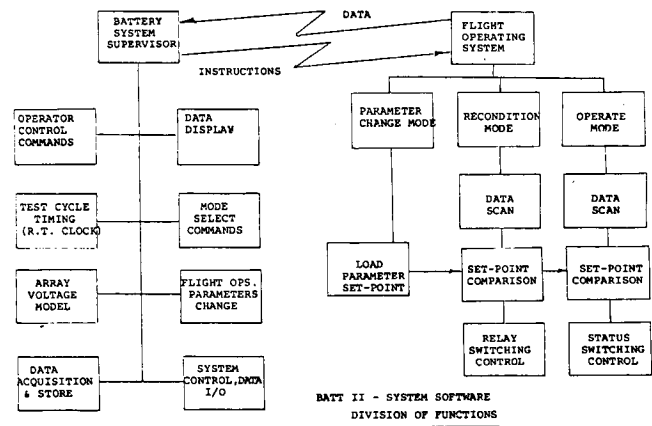 BATTERY
SYSTEM
SUPERVISOR
DATA
INSTRUCTIONS
FLIGHT
OPERATING
SYSTEM
OPERATOR
CONTROL
COMMANDS
DATA
DISPLAY
TEST CYCLE
TIMING
(R.T. CLOCK)
MODE
SELECT
COMMANDS
ARRAY
VOLTAGE
MODEL
FLIGHT OPS.
PARAMETERS
CHANGE
DATA
ACQUISITION
& STORE
SYSTEM
CONTROL,DATA
I/O
PARAMETER
CHANGE MODE
RECONDITION
MODE
OPERATE MODE
DATA
SCAN
DATA
SCAN
LOAD
PARAMETER
SET-POINT
SET-POINT
COMPARISON
SET-POINT
COMPARISON
RELAY
SWITCHING
CONTROL
STATUS
SWITCHING
CONTROL
BATT II - SYSTEM SOFTWARE
DIVISION OF FUNCTIONS